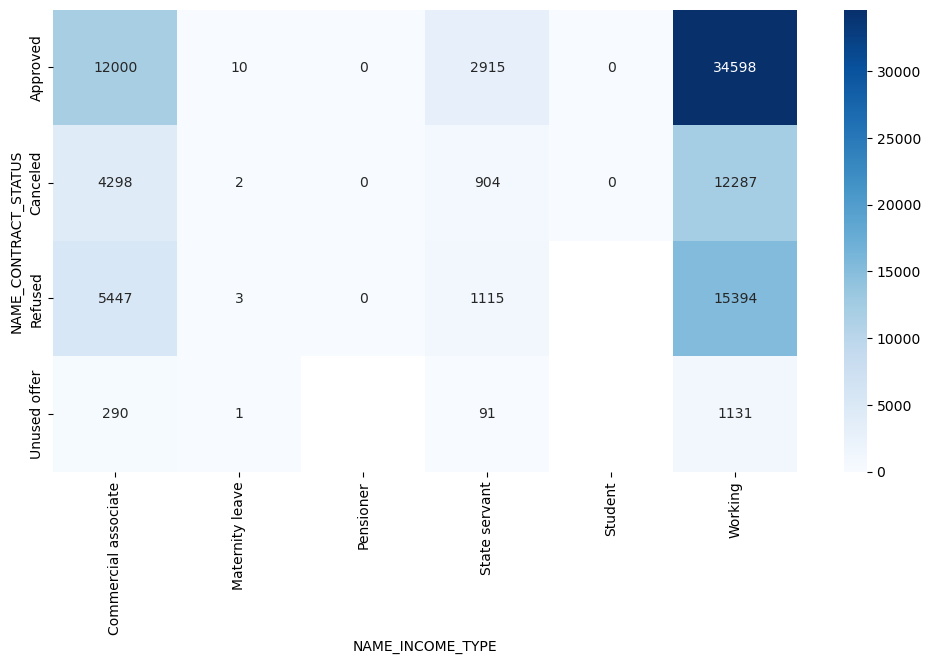 NAME_CONTRACT_STATUS
Approved
12000 10 0 2915 0 34598
Canceled
4298 2 0 904 0 12287
Refused
5447 3 0 1115 15394
Unused offer
290 1 91 1131
Commercial associate
Maternity leave
Pensioner
State servant
Student
Working
NAME_INCOME_TYPE
30000
25000
20000
15000
10000
5000
0